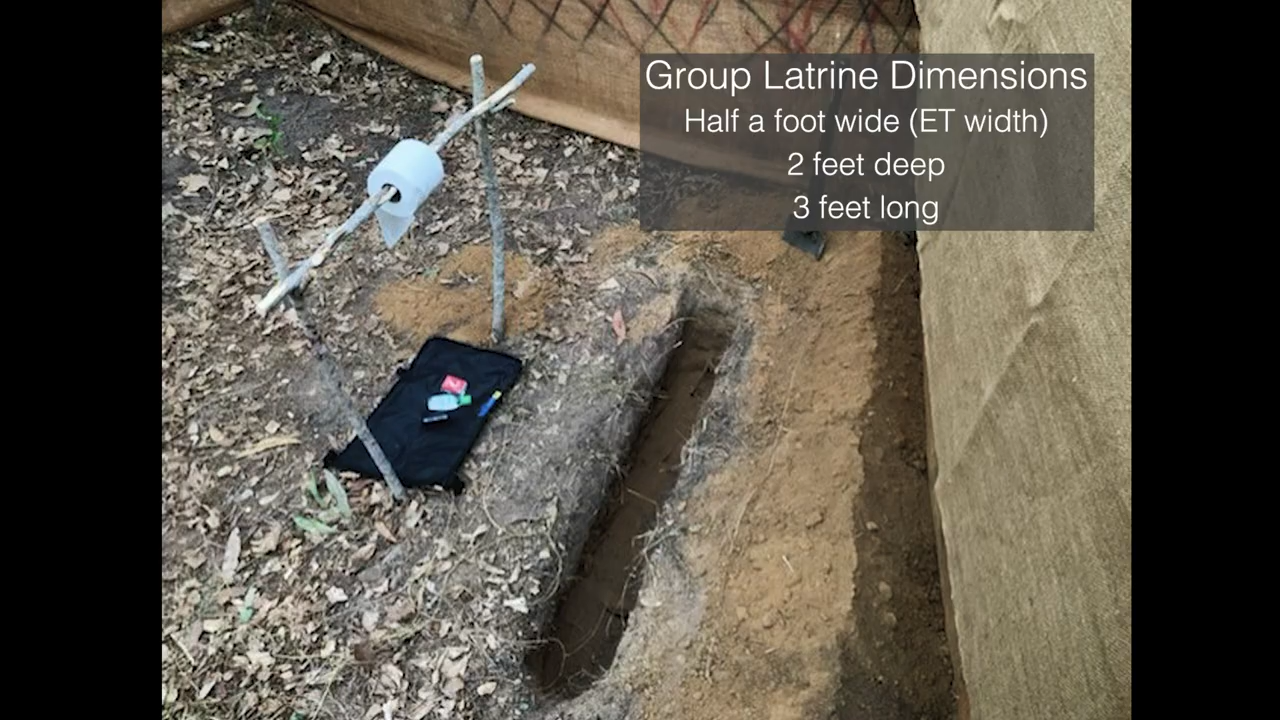 Group Latrine Dimensions
Half a foot wide (ET width)
2 feet deep
3 feet long